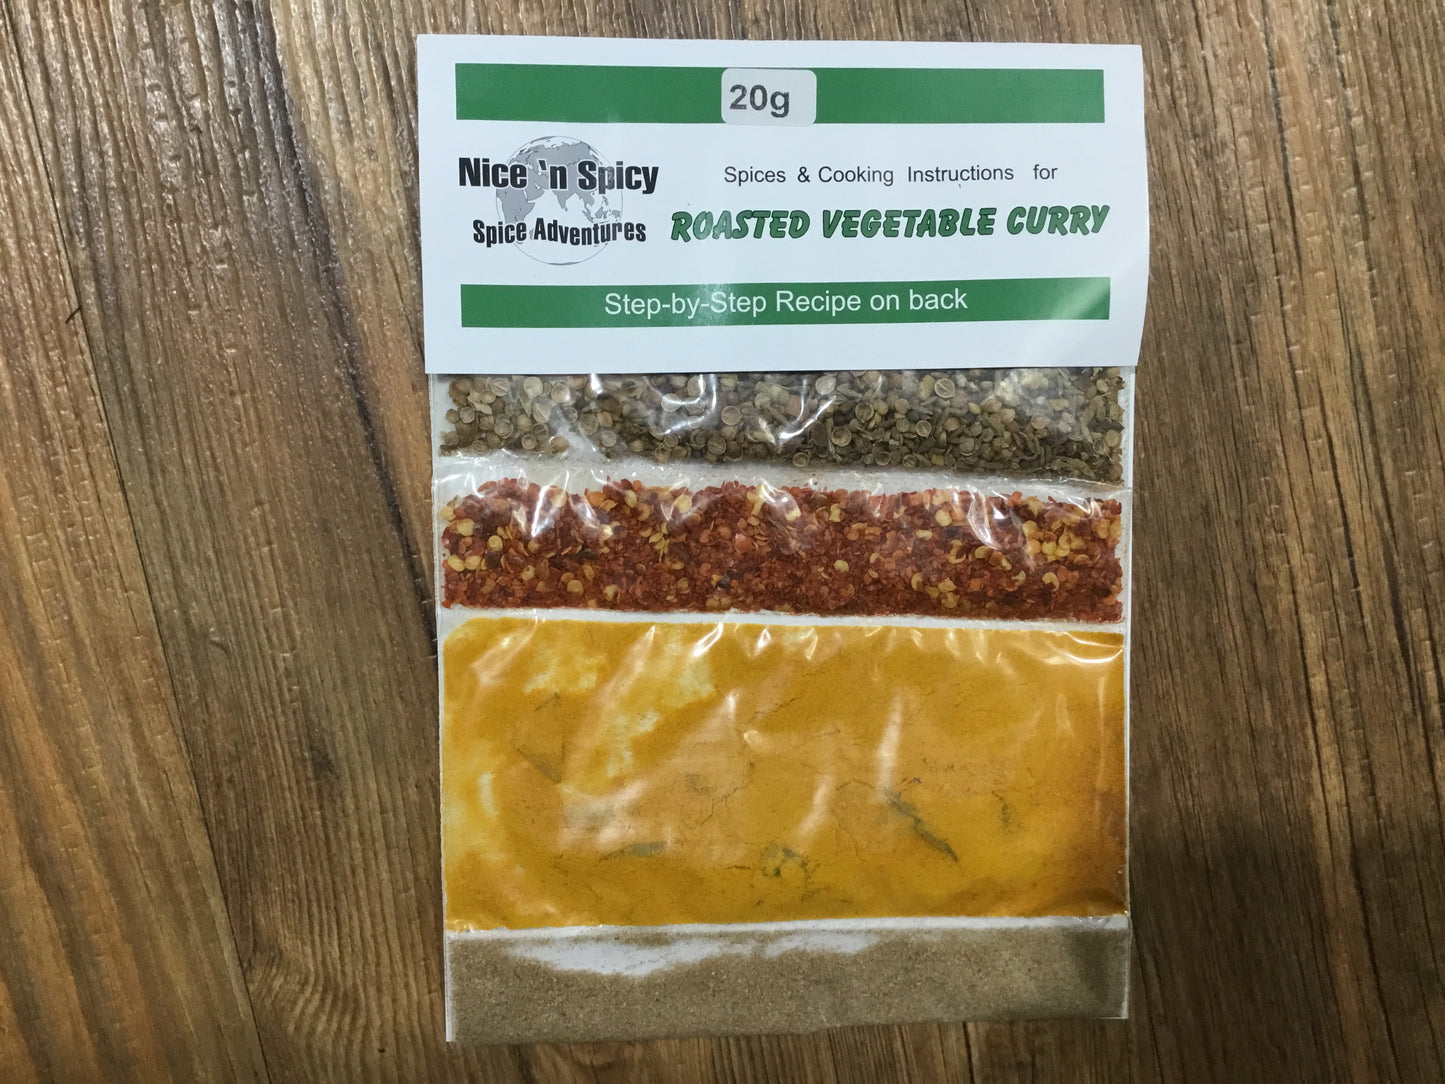 20g
Nice 'n Spicy
Spice Adventures
Spices & Cooking Instructions for
ROASTED VEGETABLE CURRY
Step-by-Step Recipe on back